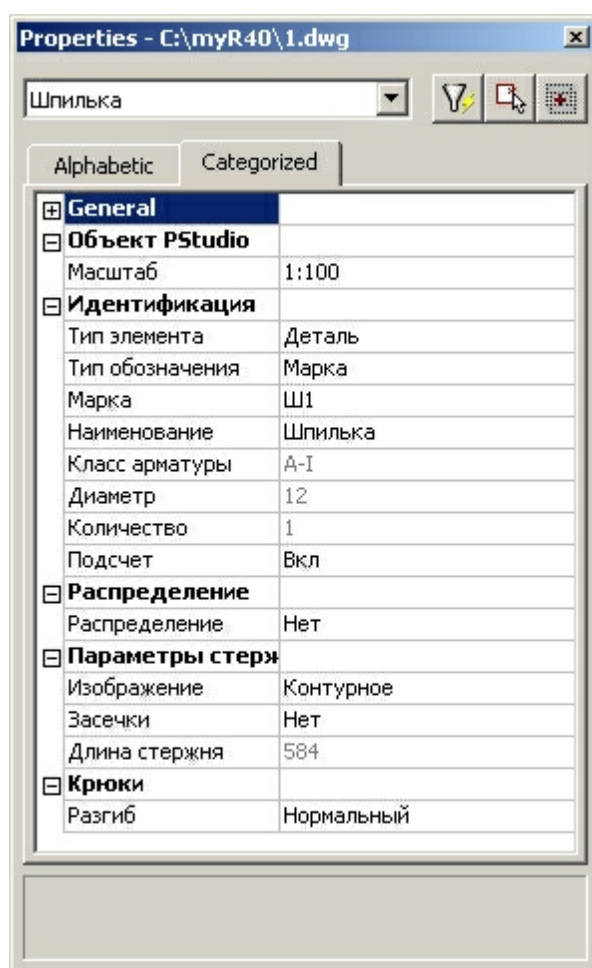 Properties - C:\myR40\1.dwg
Шпилька
Alphabetic Categorized
General
Объект PStudio
Масштаб 1:100
Идентификация
Тип элемента Деталь
Тип обозначения Марка
Марка Ш1
Наименование Шпилька
Класс арматуры A-I
Диаметр 12
Количество 1
Подсчет Вкл
Распределение
Распределение Нет
Параметры стерж
Изображение Контурное
Засечки Нет
Длина стержня 584
Крюки
Разгиб Нормальный